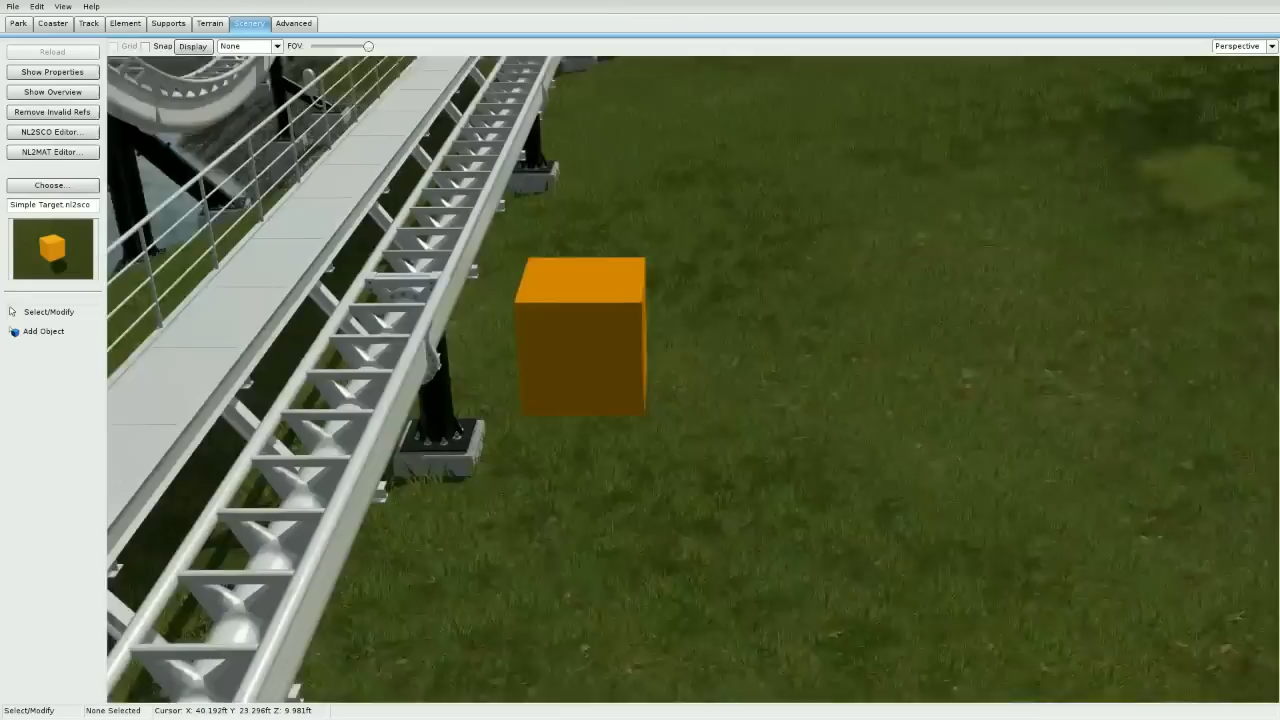 File Edit View Help
Park Coaster Track Element Supports Terrain Scenery Advanced
Reload
Grid Snap Display None FOV: Perspective
Show Properties
Show Overview
Remove Invalid Refs
NL2SCO Editor...
NL2MAT Editor...
Choose...
Simple Target.nl2sco
Select/Modify
Add Object
Select/Modify None Selected Cursor: X: 40.192ft Y: 23.296ft Z: 9.981ft